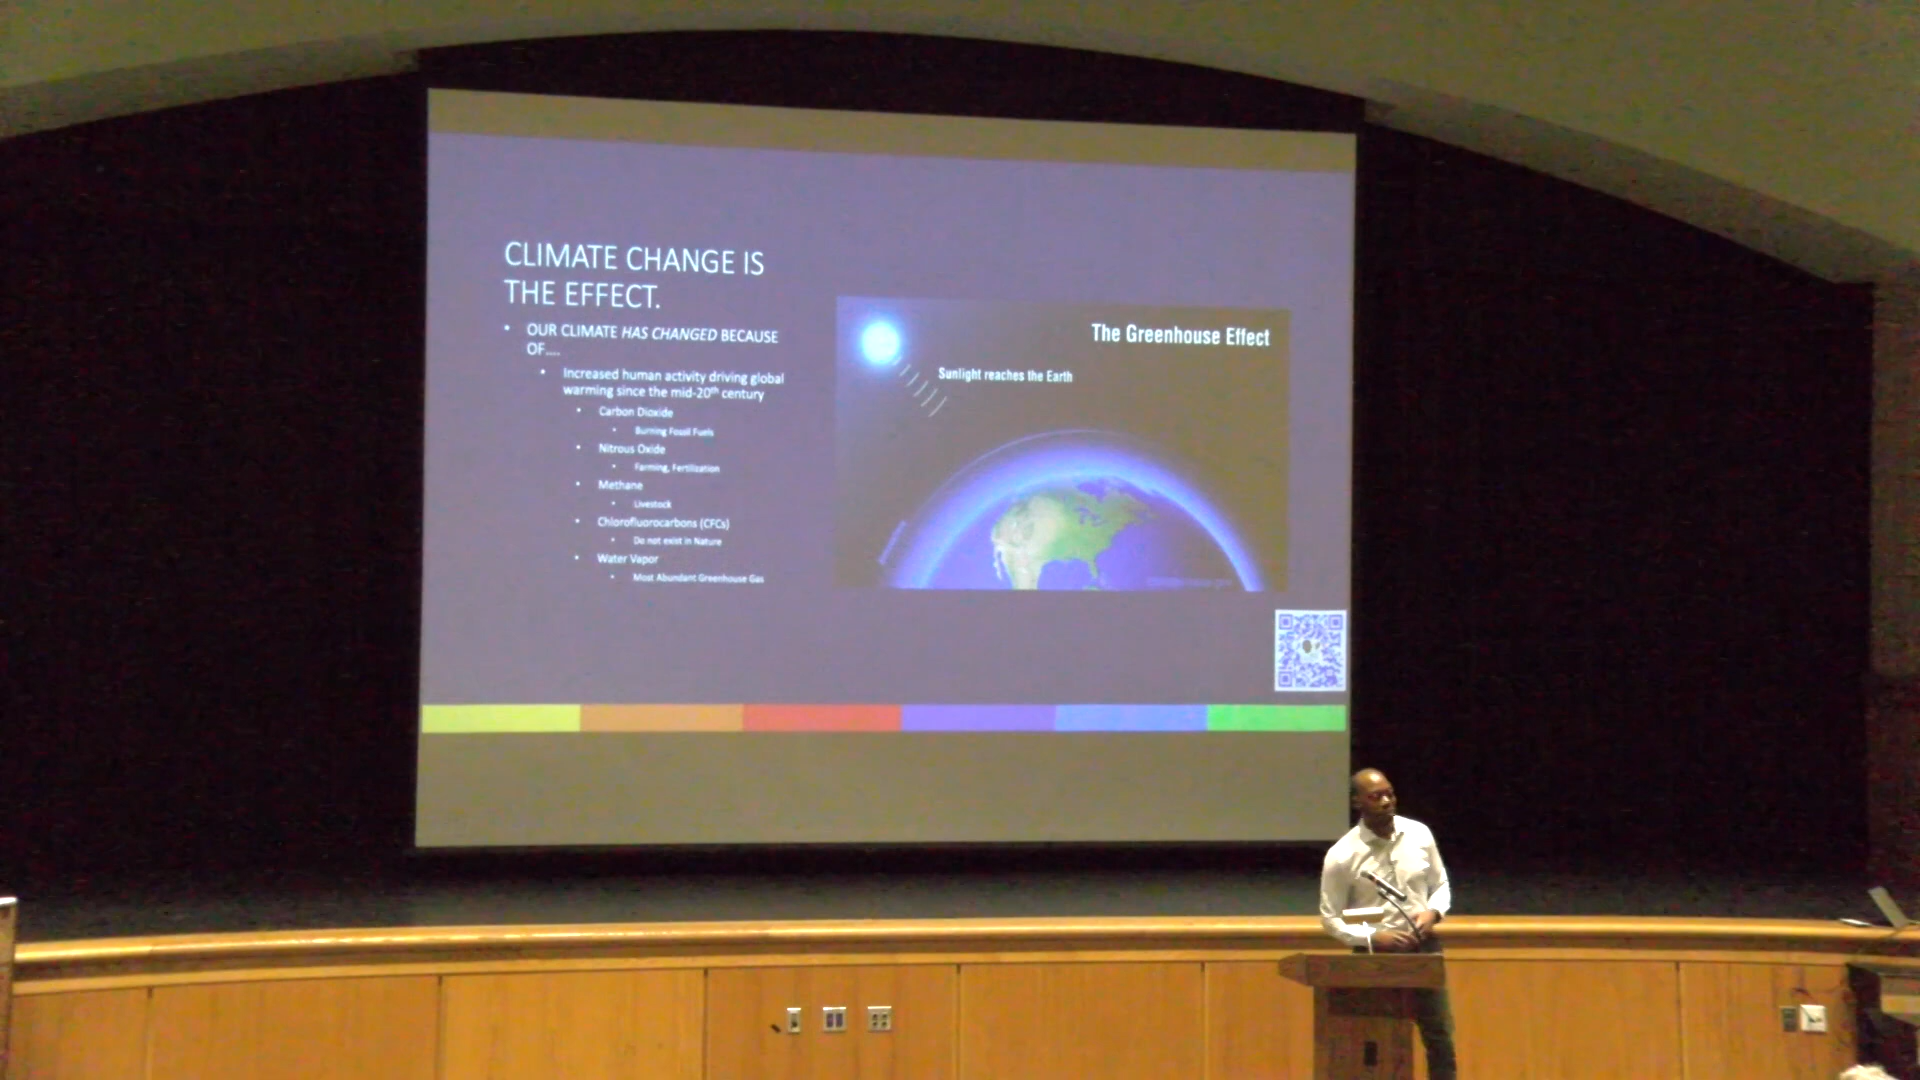 CLIMATE CHANGE IS
THE EFFECT.
• OUR CLIMATE HAS CHANGED BECAUSE
OF....
• Increased human activity driving global
warming since the mid-20th century
• Carbon Dioxide
• Burning Fossil Fuels
• Nitrous Oxide
• Farming, Fertilization
• Methane
• Livestock
• Chlorofluorocarbons (CFCs)
• Do not exist in Nature
• Water Vapor
• Most Abundant Greenhouse Gas
The Greenhouse Effect
Sunlight reaches the Earth